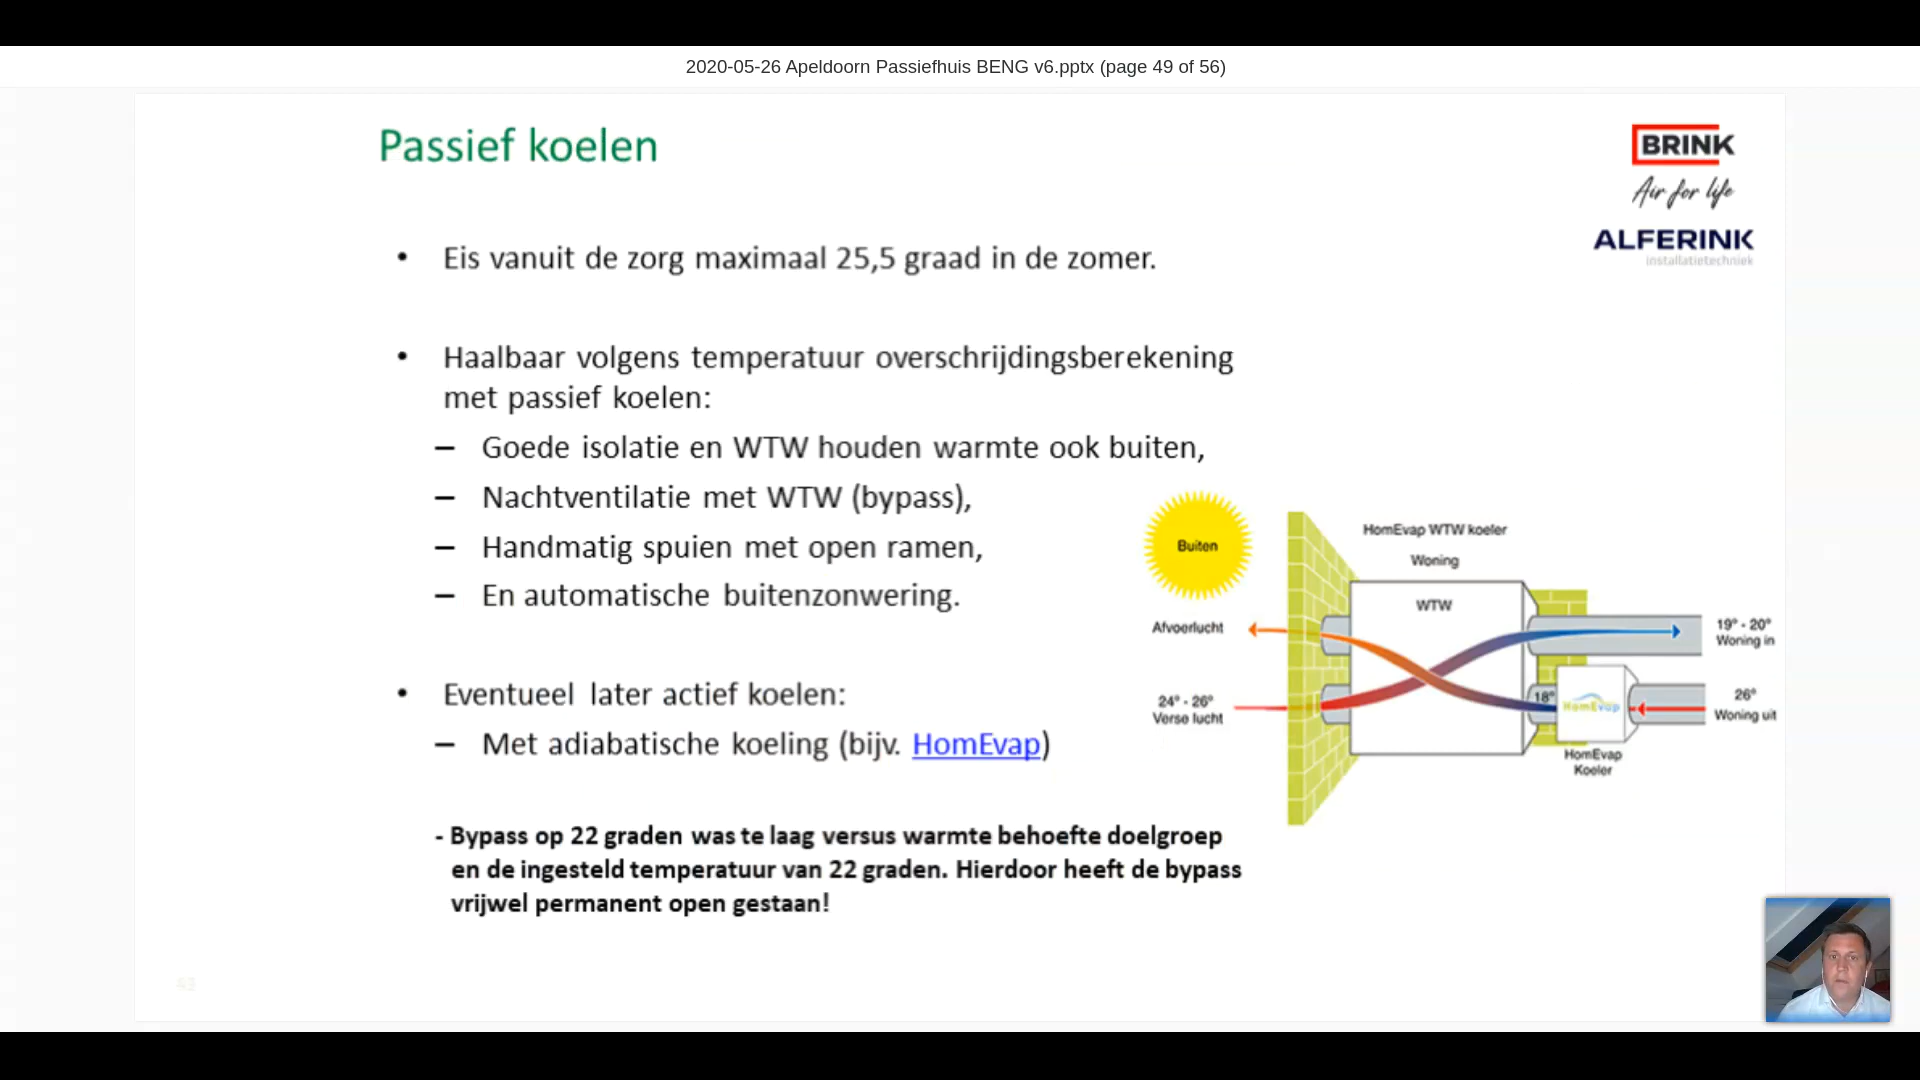 2020-05-26 Apeldoorn Passiefhuis BENG v6.pptx (page 49 of 56)
Passief koelen
BRINK
Air for life
ALFERINK
installatietechniek
• Eis vanuit de zorg maximaal 25,5 graad in de zomer.
• Haalbaar volgens temperatuur overschrijdingsberekening
met passief koelen:
– Goede isolatie en WTW houden warmte ook buiten,
– Nachtventilatie met WTW (bypass),
– Handmatig spuien met open ramen,
– En automatische buitenzonwering.
• Eventueel later actief koelen:
– Met adiabatische koeling (bijv. HomEvap)
- Bypass op 22 graden was te laag versus warmte behoefte doelgroep
en de ingesteld temperatuur van 22 graden. Hierdoor heeft de bypass
vrijwel permanent open gestaan!
Buiten
HomEvap WTW koeler
Woning
WTW
Afvoerlucht
19° - 20°
Woning in
24° - 26°
Verse lucht
18°
HomEvap
26°
Woning uit
HomEvap
Koeler
43